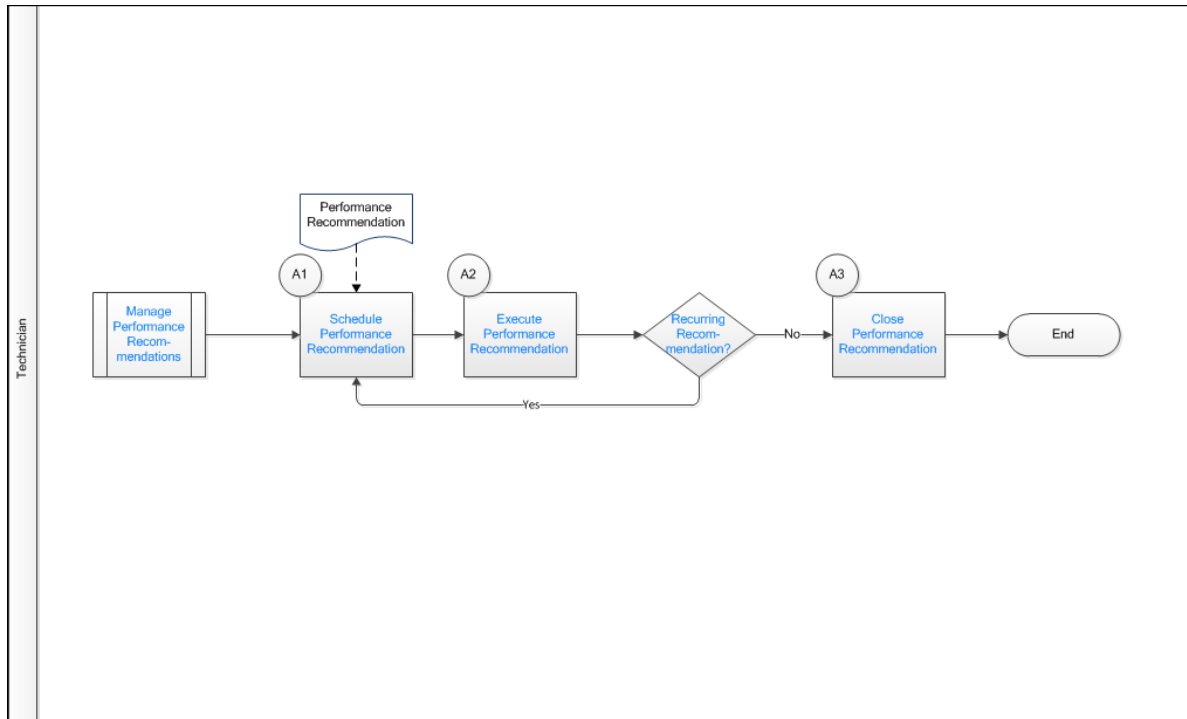 Technician
Performance
Recommendation
A1
A2
A3
Manage
Performance
Recom-
mendations
Schedule
Performance
Recommendation
Execute
Performance
Recommendation
Recurring
Recom-
mendation?
No
Close
Performance
Recommendation
End
Yes